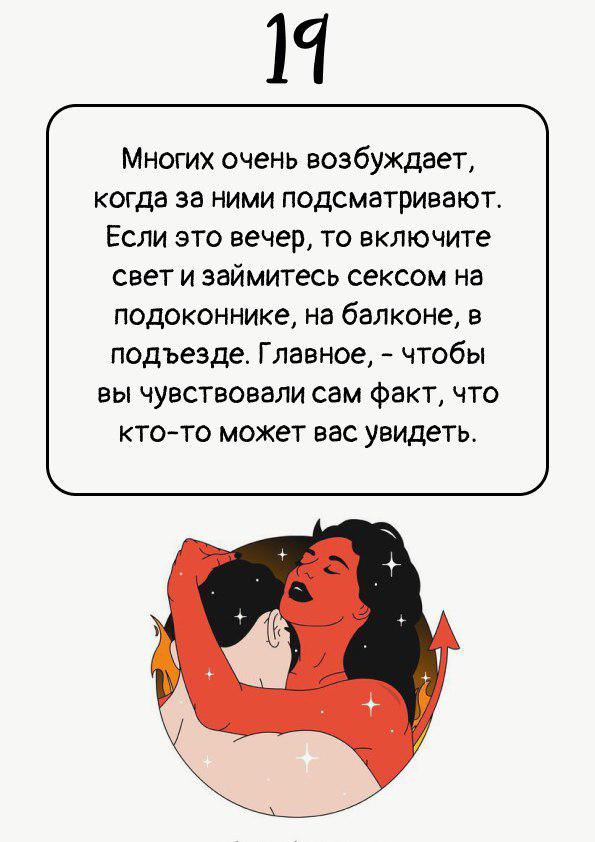 19
Многих очень возбуждает,
когда за ними подсматривают.
Если это вечер, то включите
свет и займитесь сексом на
подоконнике, на балконе, в
подъезде. Главное, - чтобы
вы чувствовали сам факт, что
кто-то может вас увидеть.